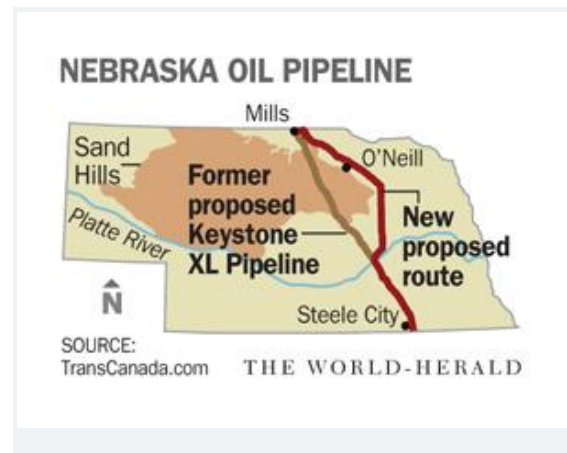 NEBRASKA OIL PIPELINE
Mills
Sand
Hills
O'Neill
Former
proposed
Keystone
XL Pipeline
Platte River
New
proposed
route
N
Steele City
SOURCE:
TransCanada.com
THE WORLD-HERALD